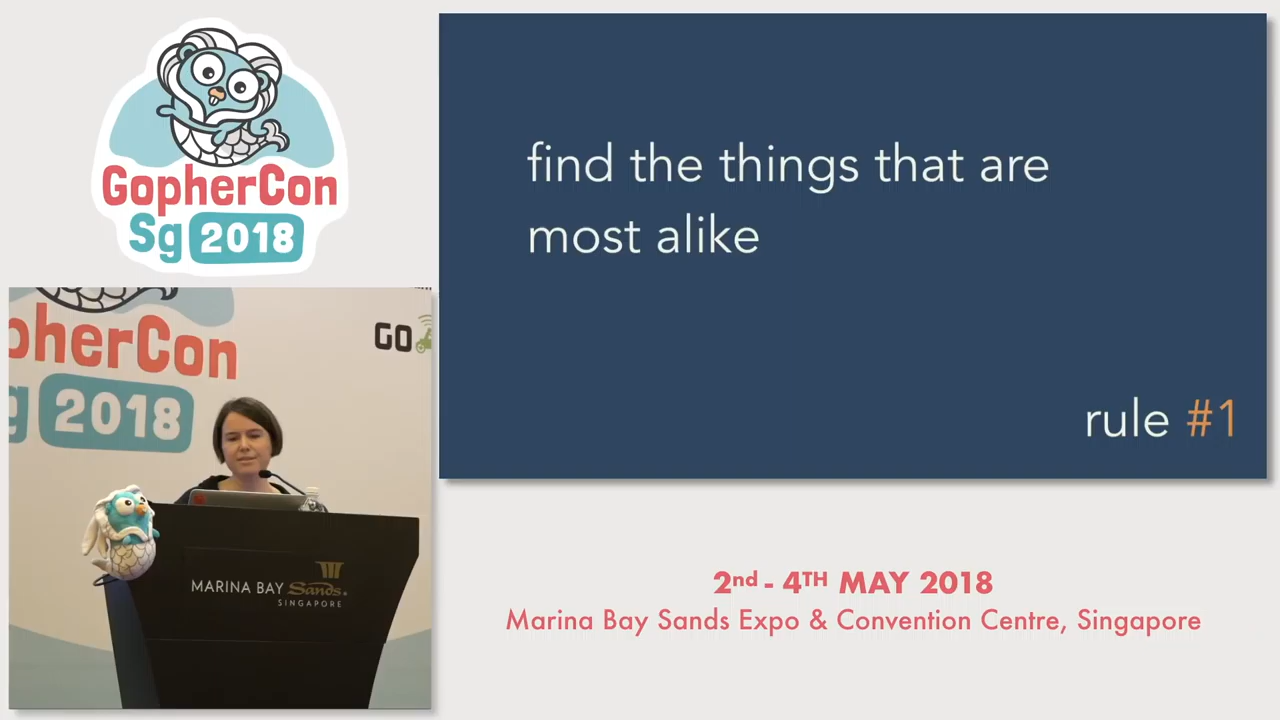 GopherCon
Sg 2018
find the things that are
most alike
rule #1
pherCon
g 2018
GO
MARINA BAY Sands.
SINGAPORE
2nd - 4TH MAY 2018
Marina Bay Sands Expo & Convention Centre, Singapore